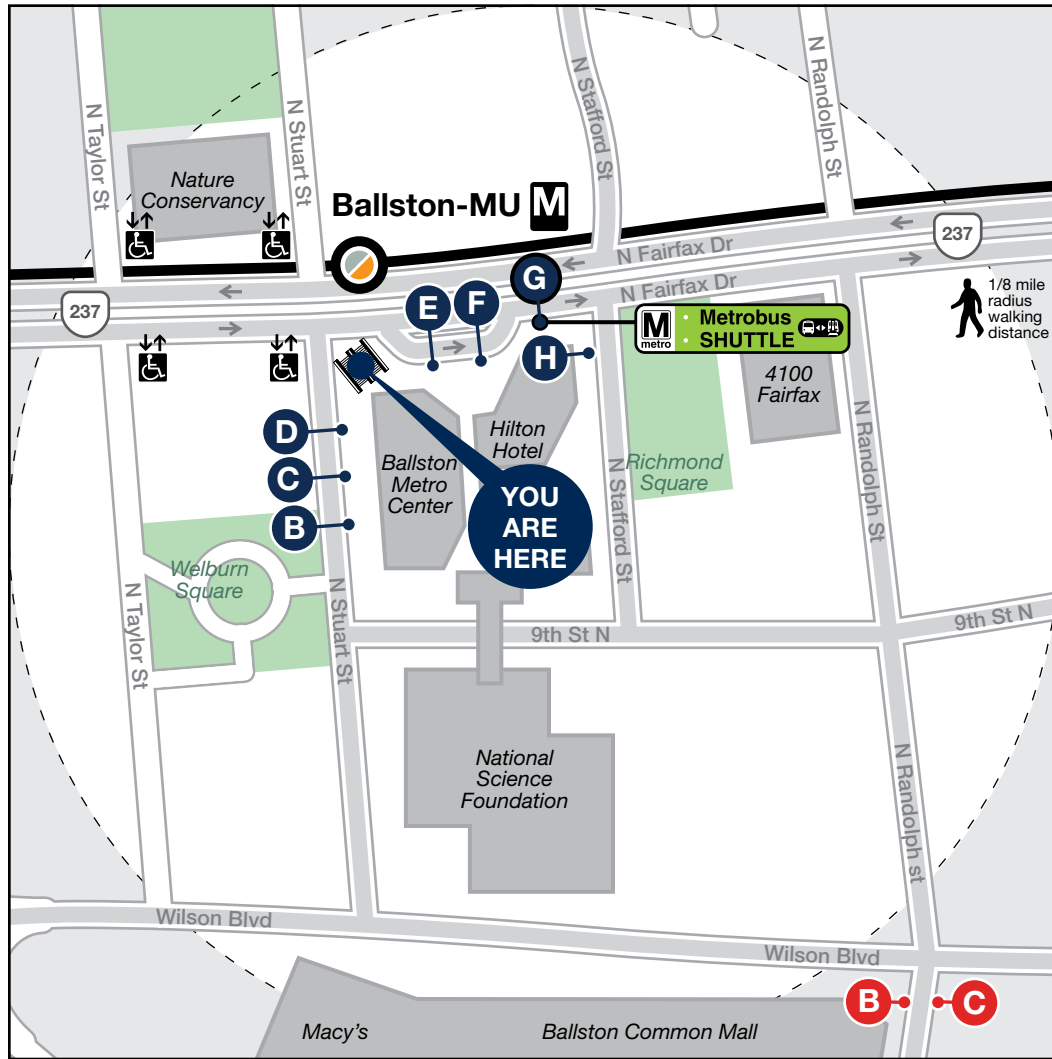 N Taylor St
N Stuart St
N Stafford St
N Randolph St
Nature
Conservancy
Ballston-MU M
237
N Fairfax Dr
237
N Fairfax Dr
G
E
F
M
metro
Metrobus
SHUTTLE
1/8 mile
radius
walking
distance
H
4100
Fairfax
D
C
B
Hilton
Hotel
Ballston
Metro
Center
Richmond
Square
YOU
ARE
HERE
N Stafford St
N Randolph St
Welburn
Square
N Taylor St
N Stuart St
9th St N
9th St N
National
Science
Foundation
N Randolph st
Wilson Blvd
Wilson Blvd
B
C
Macy's
Ballston Common Mall